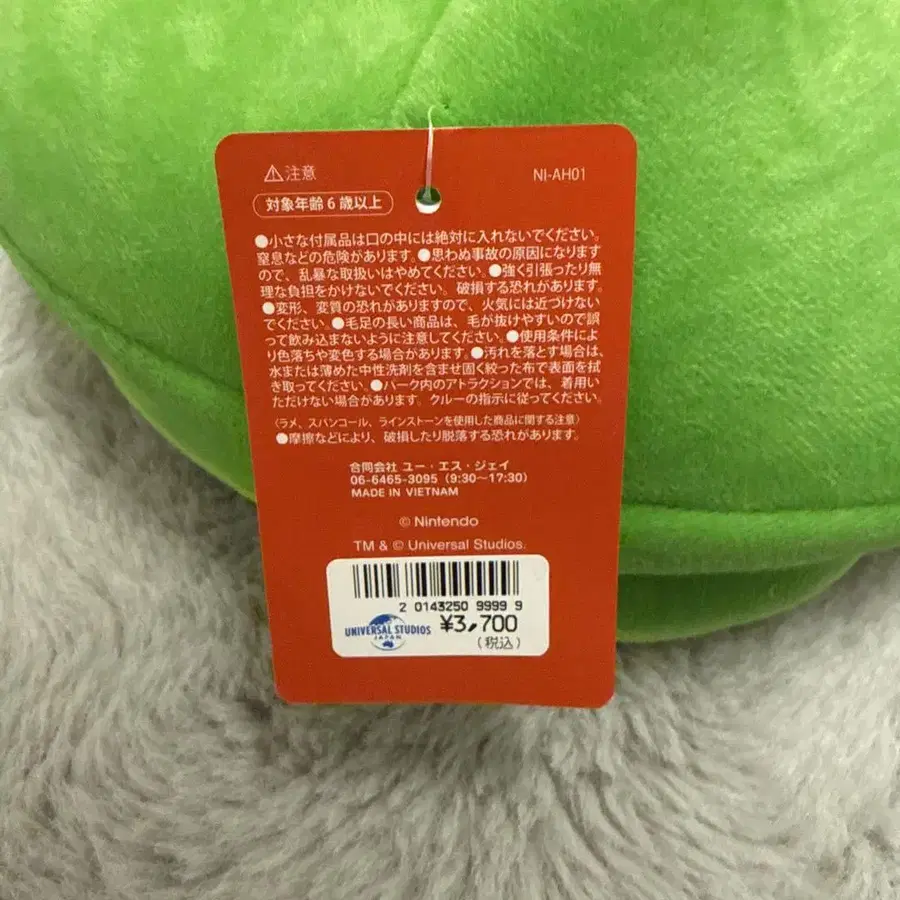 ⚠注意
NI-AH01
対象年齢6歳以上
●小さな付属品は口の中には絶対に入れないでください。
窒息などの危険があります。●思わぬ事故の原因になります
ので、乱暴な取扱いはやめてください。●強く引張ったり無
理な負担をかけないでください。破損する恐れがあります。
●変形、変質の恐れがありますので、火気には近づけない
でください。●毛足の長い商品は、毛が抜けやすいので誤
って飲み込まないように注意してください。●使用条件によ
り色落ちや変色する場合があります。●汚れを落とす場合は、
水または薄めた中性洗剤を含ませ固く絞った布で表面を拭
き取ってください。●パーク内のアトラクションでは、着用い
ただけない場合があります。クルーの指示に従ってください。
〈ラメ、スパンコール、ラインストーンを使用した商品に関する注意〉
●摩擦などにより、破損したり脱落する恐れがあります。
合同会社 ユー・エス・ジェイ
06-6465-3095 (9:30〜17:30)
MADE IN VIETNAM
© Nintendo
TM & © Universal Studios.
2 0143250 9999 9
UNIVERSAL STUDIOS
JAPAN
¥3,700
(税込)